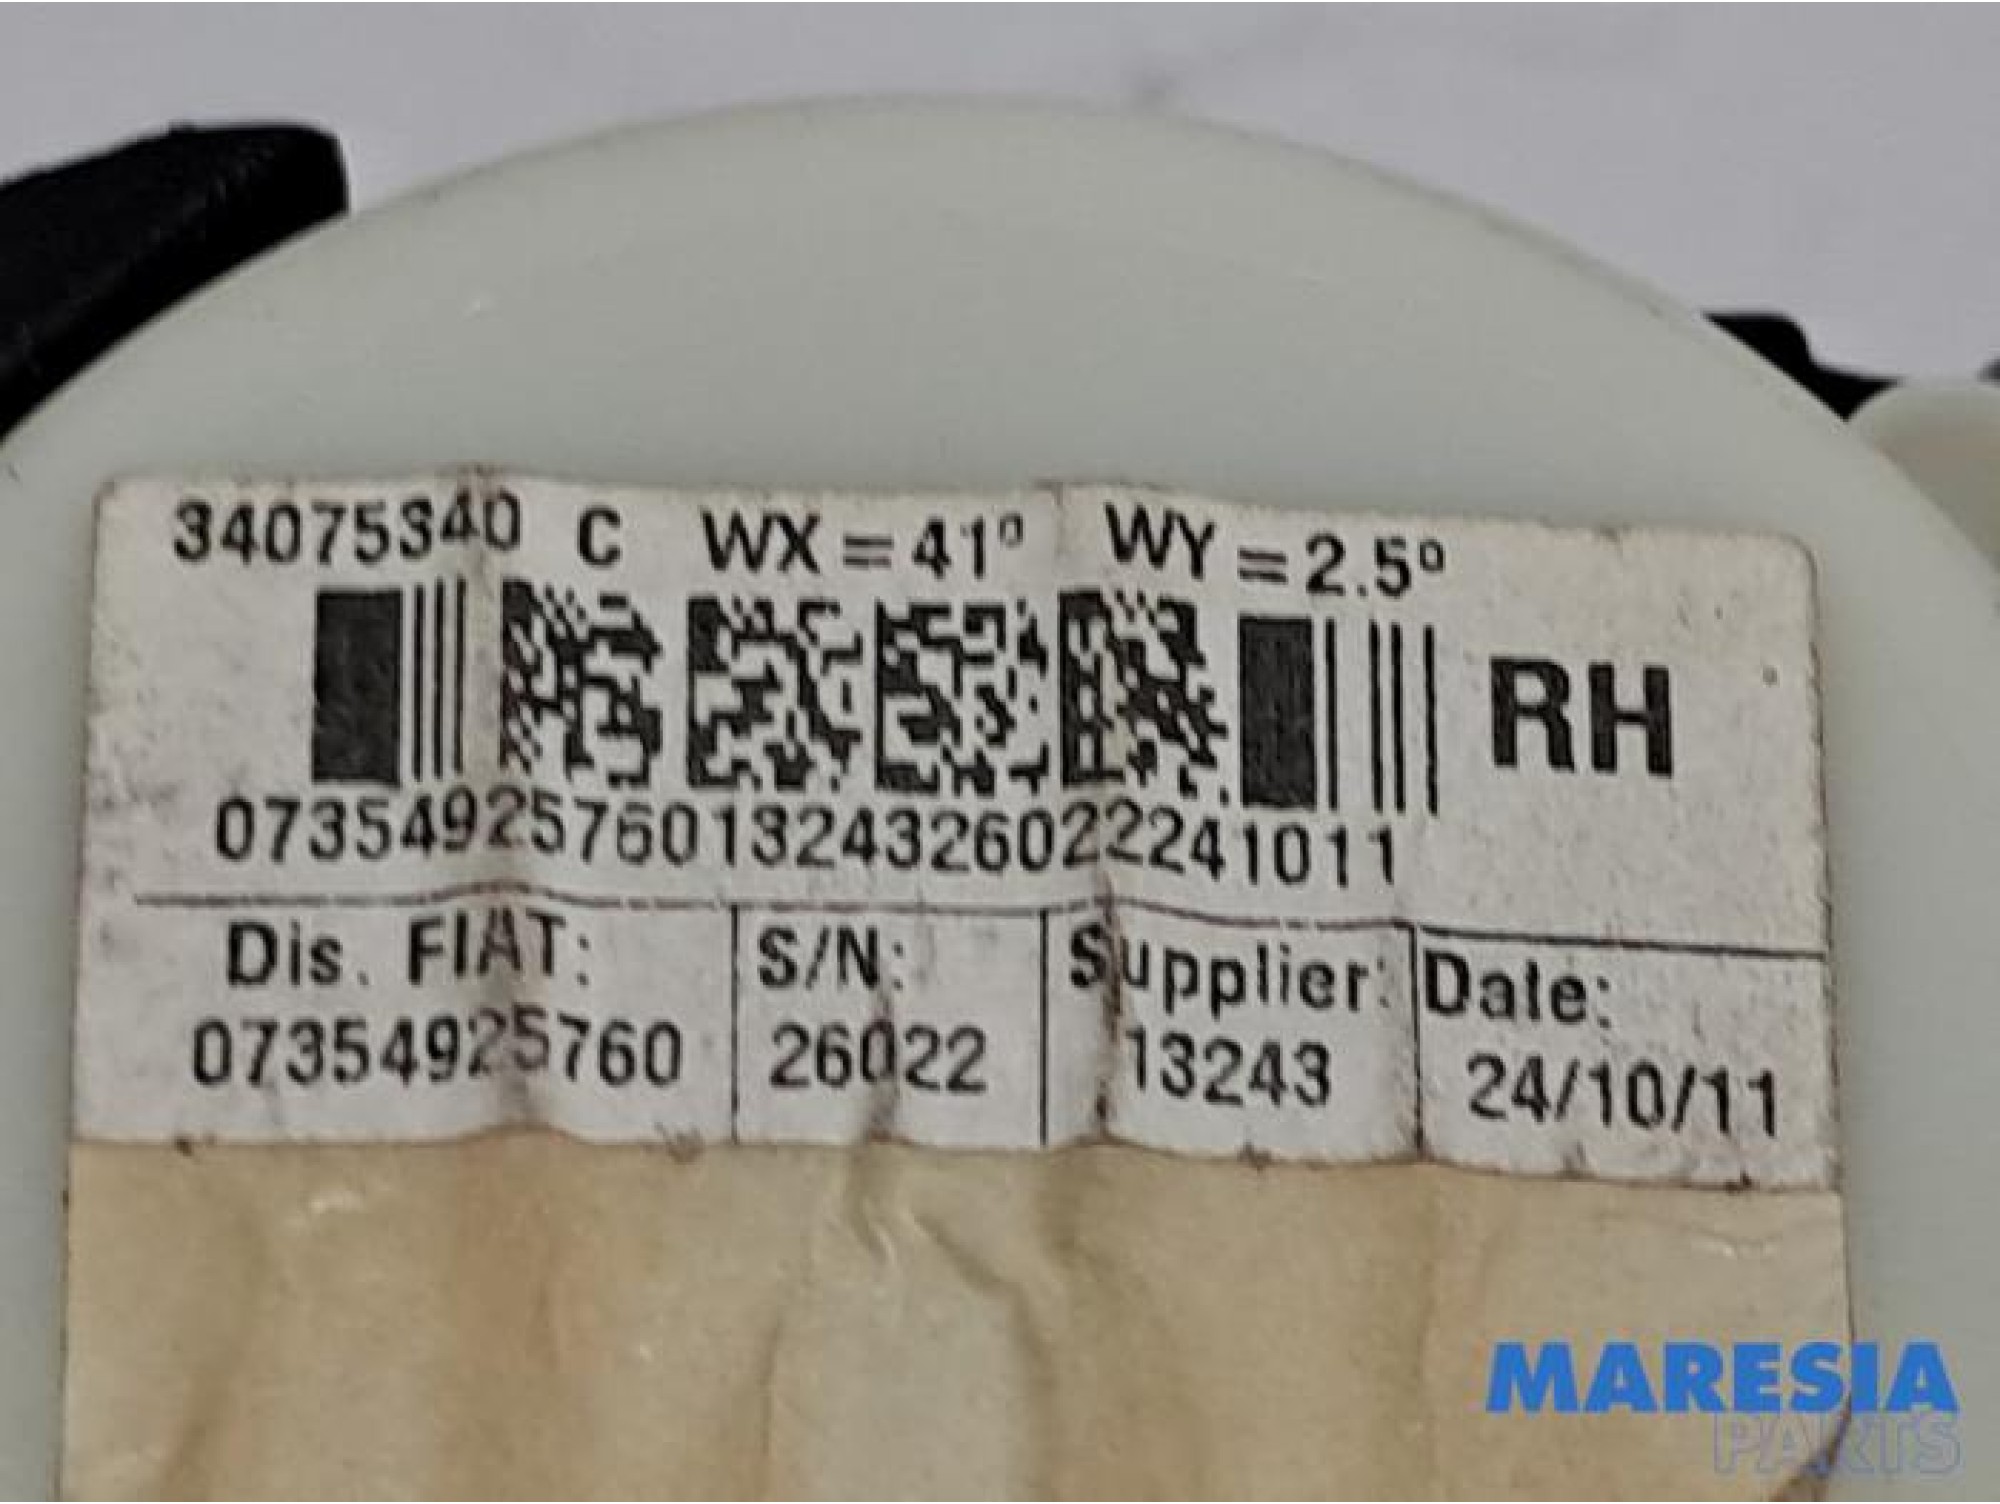 34075340 C WX=41° WY=2.5°
RH
073549257601324326022241011
Dis. FIAT: S/N: Supplier: Date:
07354925760 26022 13243 24/10/11
MARESIA
PARTS